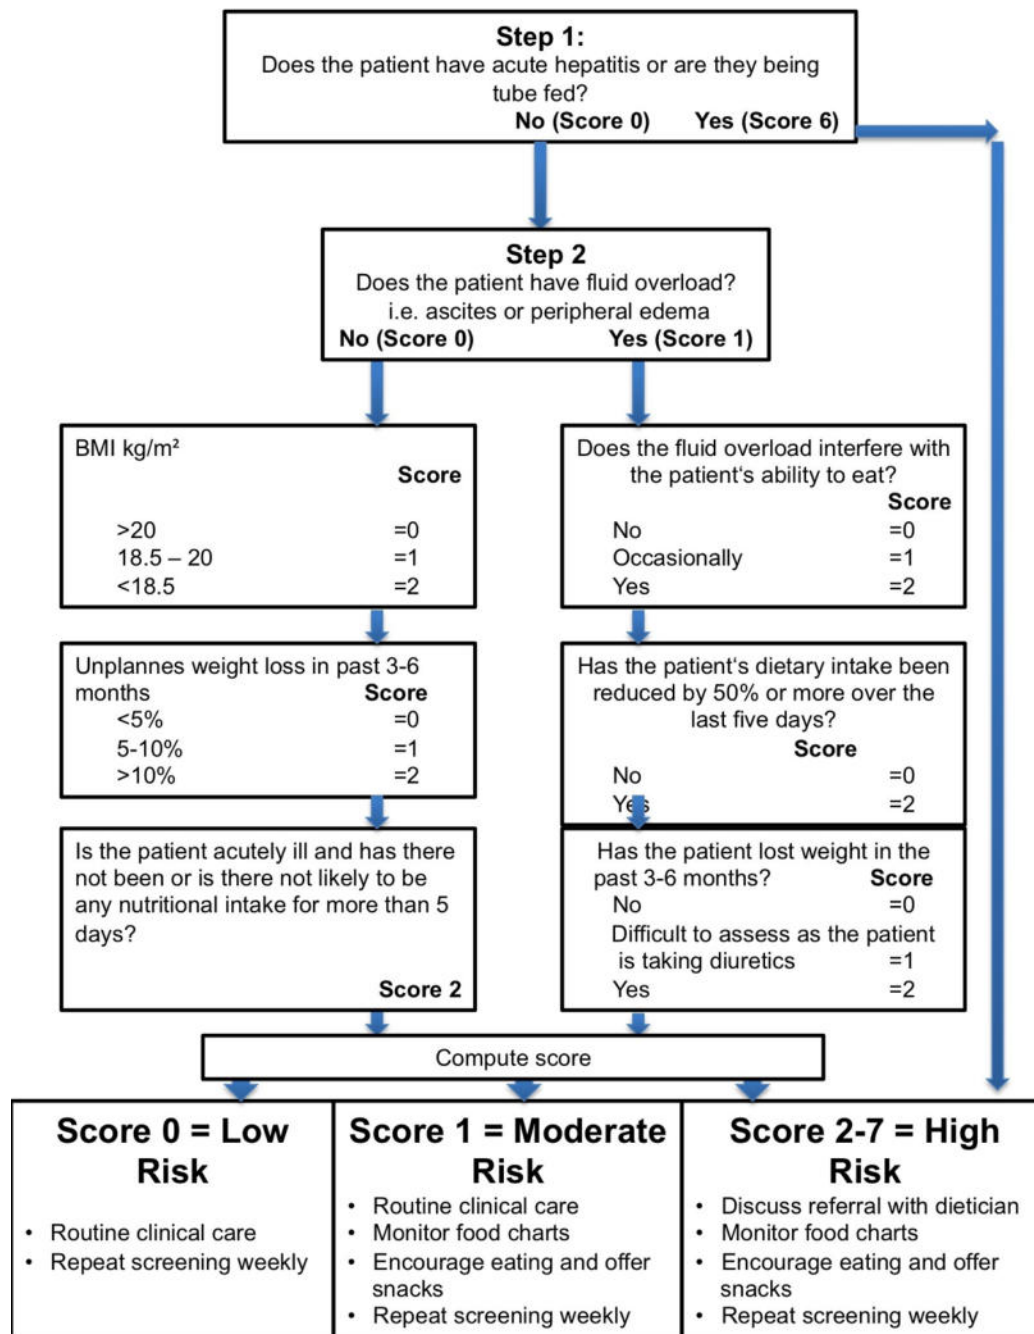 Step 1:
Does the patient have acute hepatitis or are they being
tube fed?
No (Score 0) Yes (Score 6)
Step 2
Does the patient have fluid overload?
i.e. ascites or peripheral edema
No (Score 0) Yes (Score 1)
BMI kg/m²
Score
>20 =0
18.5 – 20 =1
<18.5 =2
Unplannes weight loss in past 3-6
months Score
<5% =0
5-10% =1
>10% =2
Is the patient acutely ill and has there
not been or is there not likely to be
any nutritional intake for more than 5
days?
Score 2
Does the fluid overload interfere with
the patient‘s ability to eat?
Score
No =0
Occasionally =1
Yes =2
Has the patient‘s dietary intake been
reduced by 50% or more over the
last five days?
Score
No =0
Yes =2
Has the patient lost weight in the
past 3-6 months? Score
No =0
Difficult to assess as the patient
is taking diuretics =1
Yes =2
Compute score
Score 0 = Low
Risk
• Routine clinical care
• Repeat screening weekly
Score 1 = Moderate
Risk
• Routine clinical care
• Monitor food charts
• Encourage eating and offer
snacks
• Repeat screening weekly
Score 2-7 = High
Risk
• Discuss referral with dietician
• Monitor food charts
• Encourage eating and offer
snacks
• Repeat screening weekly